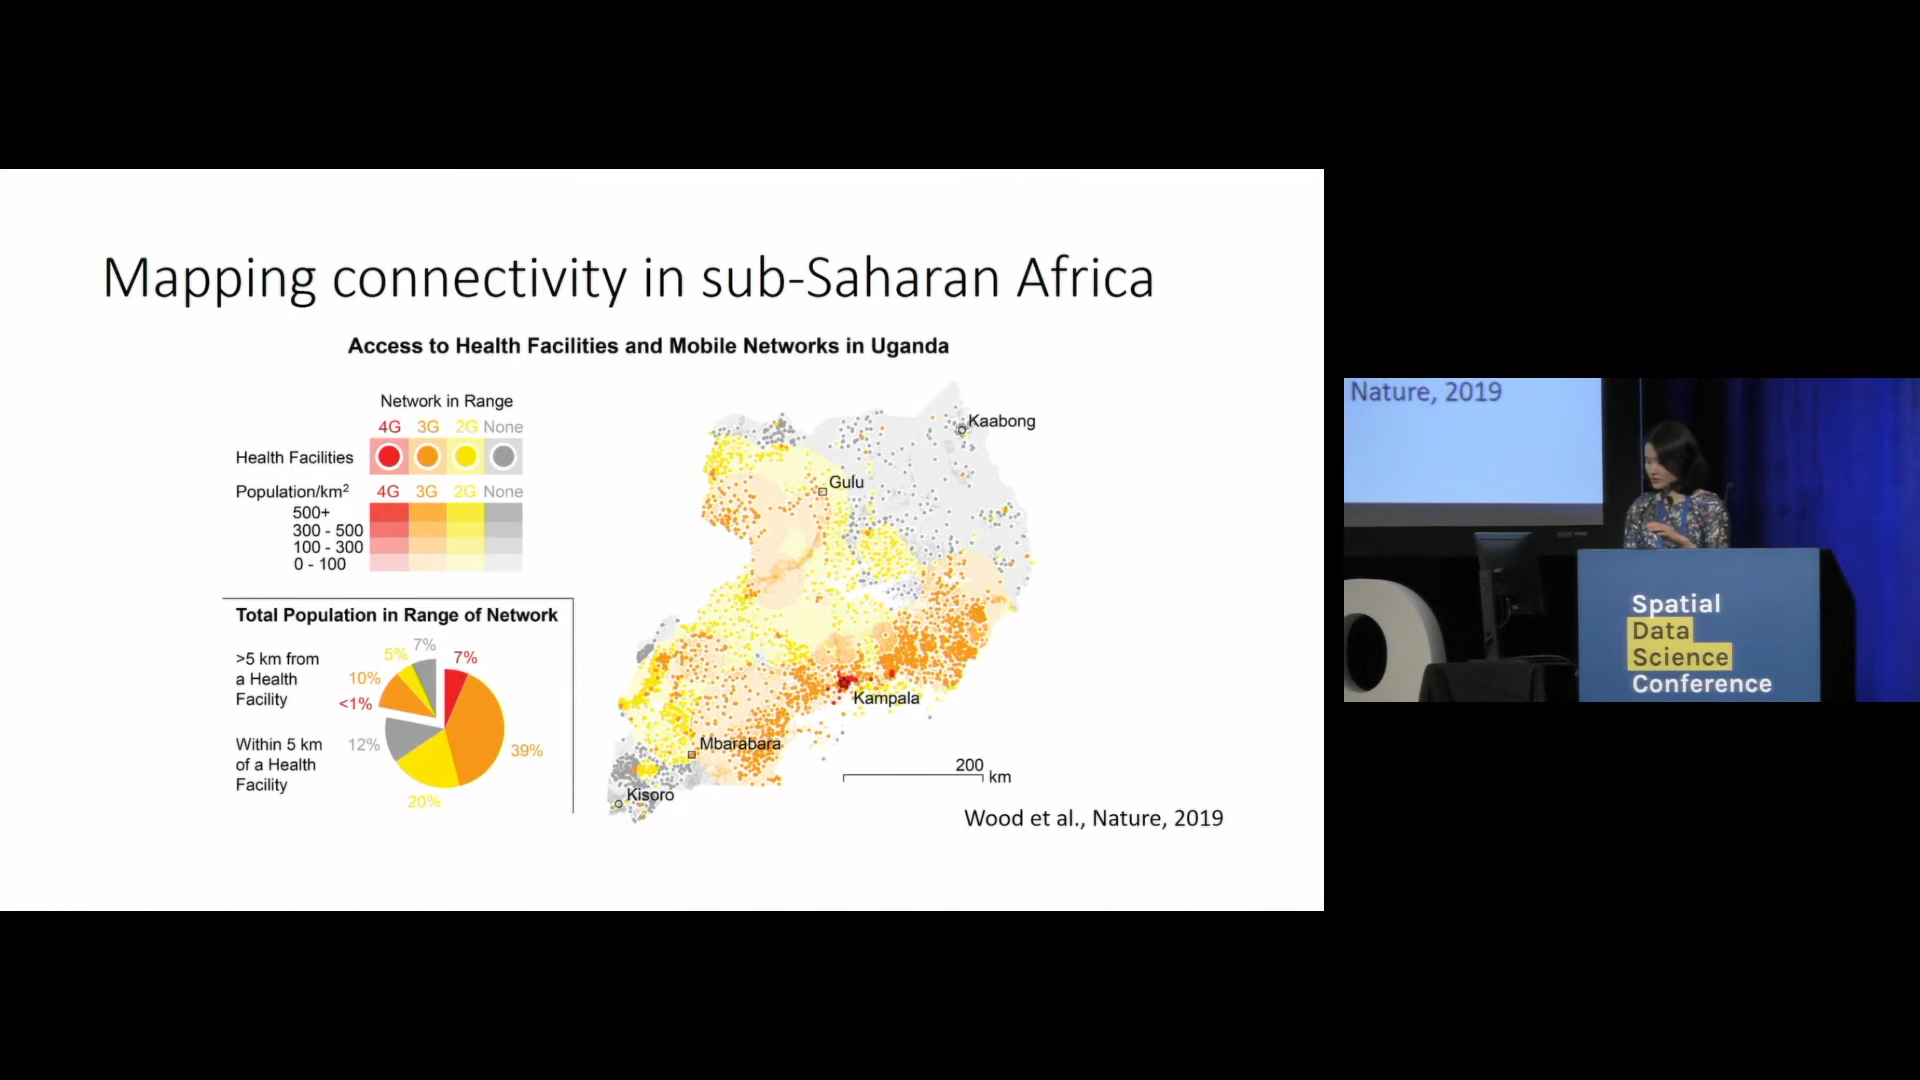 Mapping connectivity in sub-Saharan Africa
Access to Health Facilities and Mobile Networks in Uganda
Network in Range
4G 3G 2G None
Health Facilities
Population/km² 4G 3G 2G None
500+
300 - 500
100 - 300
0 - 100
Total Population in Range of Network
>5 km from
a Health
Facility
<1%
10%
5%
7%
7%
39%
20%
12%
Within 5 km
of a Health
Facility
Kaabong
Gulu
Kampala
Mbarabara
Kisoro
200
km
Wood et al., Nature, 2019
Nature, 2019
Spatial
Data
Science
Conference